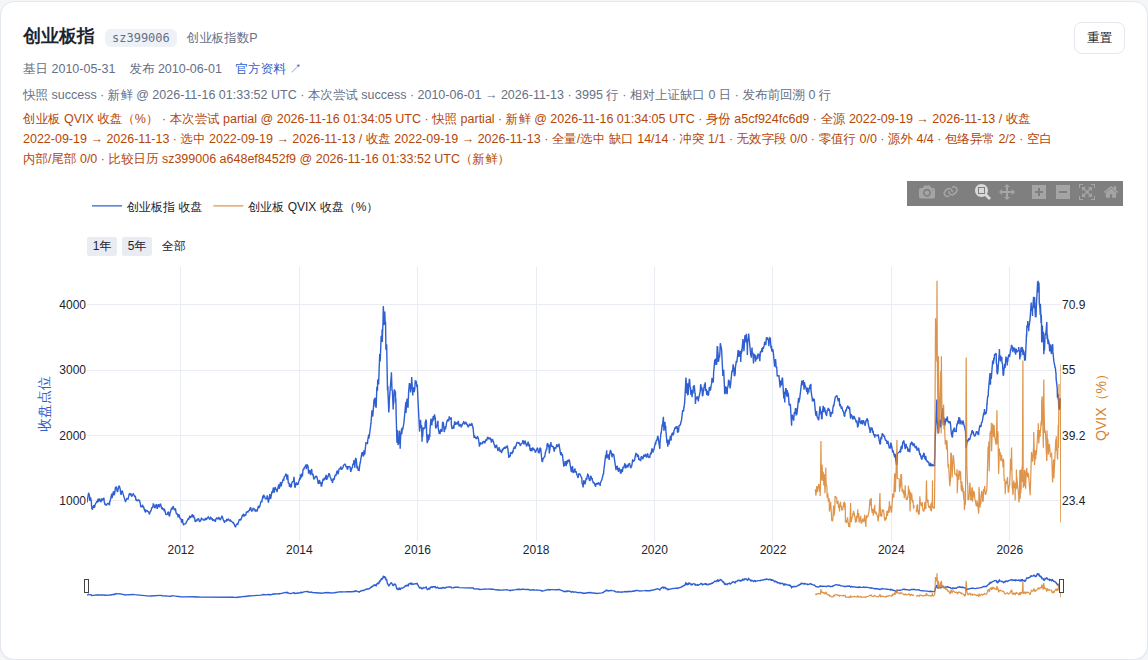 创业板指 sz399006 创业板指数P 重置
基日 2010-05-31 发布 2010-06-01 官方资料 ↗
快照 success · 新鲜 @ 2026-11-16 01:33:52 UTC · 本次尝试 success · 2010-06-01 → 2026-11-13 · 3995 行 · 相对上证缺口 0 日 · 发布前回溯 0 行
创业板 QVIX 收盘（%） · 本次尝试 partial @ 2026-11-16 01:34:05 UTC · 快照 partial · 新鲜 @ 2026-11-16 01:34:05 UTC · 身份 a5cf924fc6d9 · 全源 2022-09-19 → 2026-11-13 / 收盘
2022-09-19 → 2026-11-13 · 选中 2022-09-19 → 2026-11-13 / 收盘 2022-09-19 → 2026-11-13 · 全量/选中 缺口 14/14 · 冲突 1/1 · 无效字段 0/0 · 零值行 0/0 · 源外 4/4 · 包络异常 2/2 · 空白
内部/尾部 0/0 · 比较日历 sz399006 a648ef8452f9 @ 2026-11-16 01:33:52 UTC（新鲜）
创业板指 收盘 创业板 QVIX 收盘（%）
1年 5年 全部
4000 70.9
3000 55
2000 39.2
1000 23.4
收盘点位
QVIX（%）
2012 2014 2016 2018 2020 2022 2024 2026